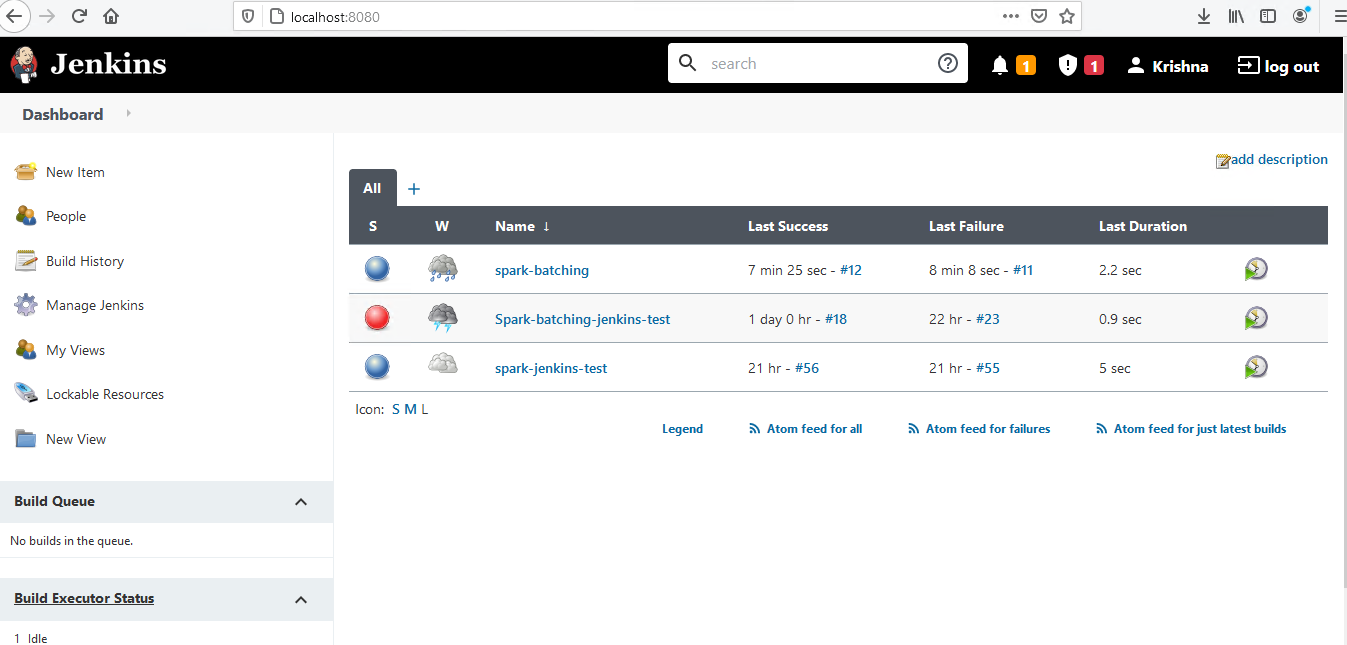 localhost:8080
Jenkins
search
1
1
Krishna
log out
Dashboard
New Item
People
Build History
Manage Jenkins
My Views
Lockable Resources
New View
Build Queue
No builds in the queue.
Build Executor Status
1 Idle
add description
All +
S W Name ↓ Last Success Last Failure Last Duration
spark-batching 7 min 25 sec - #12 8 min 8 sec - #11 2.2 sec
Spark-batching-jenkins-test 1 day 0 hr - #18 22 hr - #23 0.9 sec
spark-jenkins-test 21 hr - #56 21 hr - #55 5 sec
Icon: S M L
Legend Atom feed for all Atom feed for failures Atom feed for just latest builds